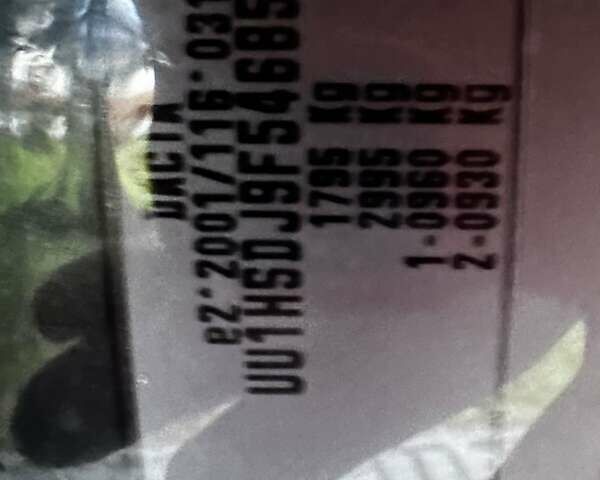 DACIA
e2*2001/116*031
UU1HSDJ9F54685
1795 Kg
2995 Kg
1-0960 Kg
2-0930 Kg